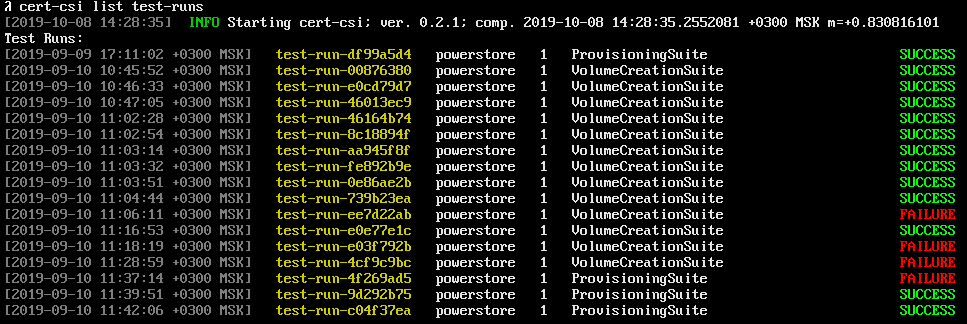 λ cert-csi list test-runs
[2019-10-08 14:28:35]  INFO Starting cert-csi; ver. 0.2.1; comp. 2019-10-08 14:28:35.2552081 +0300 MSK m=+0.830816101
Test Runs:
[2019-09-09 17:11:02 +0300 MSK]   test-run-df99a5d4   powerstore   1   ProvisioningSuite   SUCCESS
[2019-09-10 10:45:52 +0300 MSK]   test-run-00876380   powerstore   1   VolumeCreationSuite   SUCCESS
[2019-09-10 10:46:33 +0300 MSK]   test-run-e0cd79d7   powerstore   1   VolumeCreationSuite   SUCCESS
[2019-09-10 10:47:05 +0300 MSK]   test-run-46013ec9   powerstore   1   VolumeCreationSuite   SUCCESS
[2019-09-10 11:02:28 +0300 MSK]   test-run-46164b74   powerstore   1   VolumeCreationSuite   SUCCESS
[2019-09-10 11:02:54 +0300 MSK]   test-run-8c18894f   powerstore   1   VolumeCreationSuite   SUCCESS
[2019-09-10 11:03:14 +0300 MSK]   test-run-aa945f8f   powerstore   1   VolumeCreationSuite   SUCCESS
[2019-09-10 11:03:32 +0300 MSK]   test-run-fe892b9e   powerstore   1   VolumeCreationSuite   SUCCESS
[2019-09-10 11:03:51 +0300 MSK]   test-run-0e86ae2b   powerstore   1   VolumeCreationSuite   SUCCESS
[2019-09-10 11:04:44 +0300 MSK]   test-run-739b23ea   powerstore   1   VolumeCreationSuite   SUCCESS
[2019-09-10 11:06:11 +0300 MSK]   test-run-ee7d22ab   powerstore   1   VolumeCreationSuite   FAILURE
[2019-09-10 11:16:53 +0300 MSK]   test-run-e0e77e1c   powerstore   1   VolumeCreationSuite   SUCCESS
[2019-09-10 11:18:19 +0300 MSK]   test-run-e03f792b   powerstore   1   VolumeCreationSuite   FAILURE
[2019-09-10 11:28:59 +0300 MSK]   test-run-4cf9c9bc   powerstore   1   VolumeCreationSuite   FAILURE
[2019-09-10 11:37:14 +0300 MSK]   test-run-4f269ad5   powerstore   1   ProvisioningSuite   FAILURE
[2019-09-10 11:39:51 +0300 MSK]   test-run-9d292b75   powerstore   1   ProvisioningSuite   SUCCESS
[2019-09-10 11:42:06 +0300 MSK]   test-run-c04f37ea   powerstore   1   ProvisioningSuite   SUCCESS